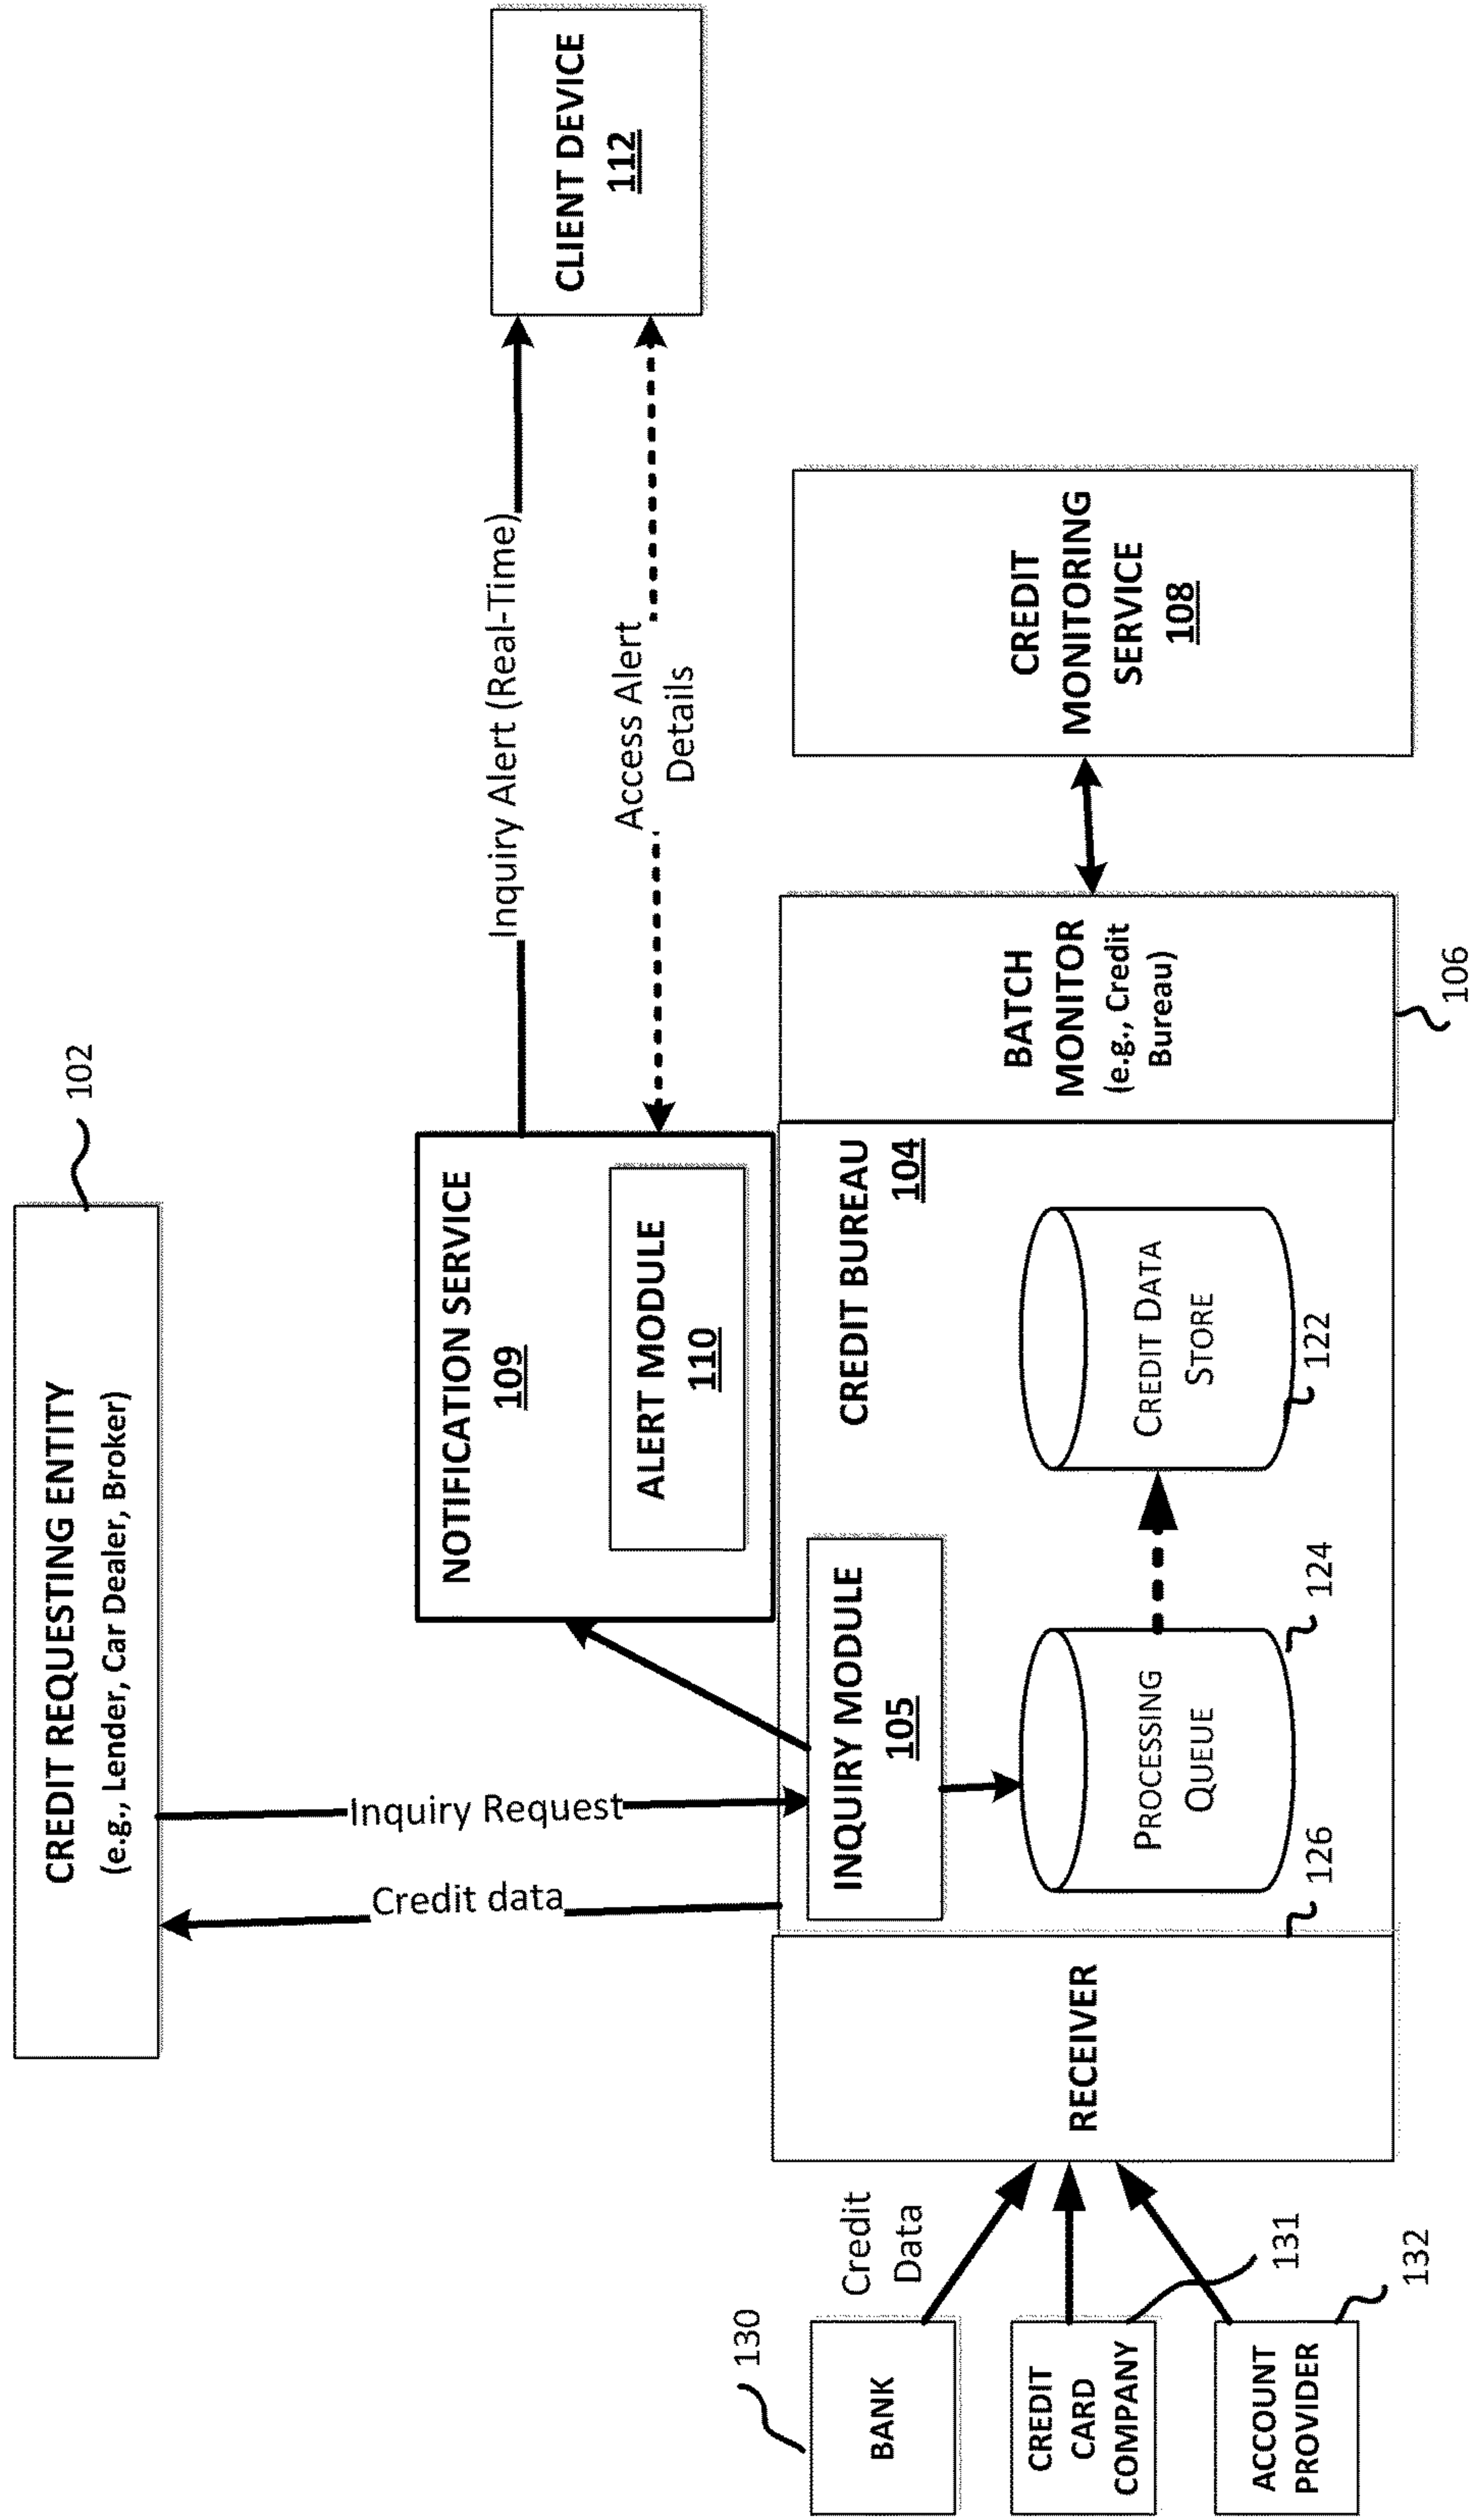 CREDIT REQUESTING ENTITY
(e.g., Lender, Car Dealer, Broker)
102
Credit data
Inquiry Request
NOTIFICATION SERVICE
109
ALERT MODULE
110
Inquiry Alert (Real-Time)
Access Alert
Details
CLIENT DEVICE
112
130
BANK
CREDIT
CARD
COMPANY
131
ACCOUNT
PROVIDER
132
Credit
Data
RECEIVER
126
INQUIRY MODULE
105
CREDIT BUREAU
104
PROCESSING
QUEUE
124
CREDIT DATA
STORE
122
BATCH
MONITOR
(e.g., Credit
Bureau)
106
CREDIT
MONITORING
SERVICE
108